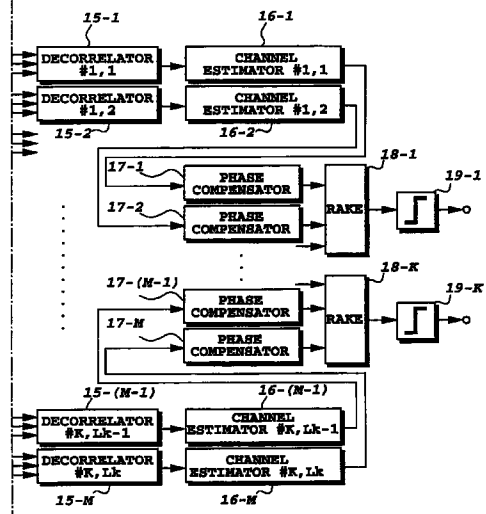 15-1
16-1
DECORRELATOR
#1,1
CHANNEL
ESTIMATOR #1,1
DECORRELATOR
#1,2
CHANNEL
ESTIMATOR #1,2
15-2
16-2
17-1
PHASE
COMPENSATOR
18-1
19-1
17-2
PHASE
COMPENSATOR
RAKE
17-(M-1)
PHASE
COMPENSATOR
18-K
19-K
17-M
PHASE
COMPENSATOR
RAKE
15-(M-1)
16-(M-1)
DECORRELATOR
#K,Lk-1
CHANNEL
ESTIMATOR #K,Lk-1
DECORRELATOR
#K,Lk
CHANNEL
ESTIMATOR #K,Lk
15-M
16-M